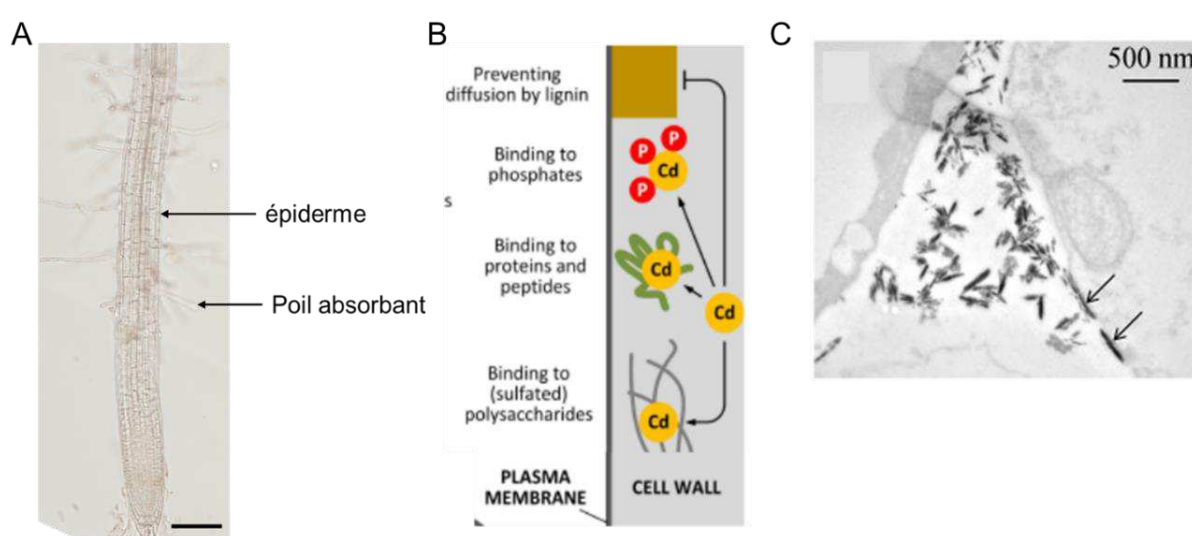 A
épiderme
Poil absorbant
B
Preventing
diffusion by lignin
Binding to
phosphates
P
P
P
Cd
s
Binding to
proteins and
peptides
Cd
Cd
Binding to
(sulfated)
polysaccharides
Cd
PLASMA
MEMBRANE
CELL WALL
C
500 nm